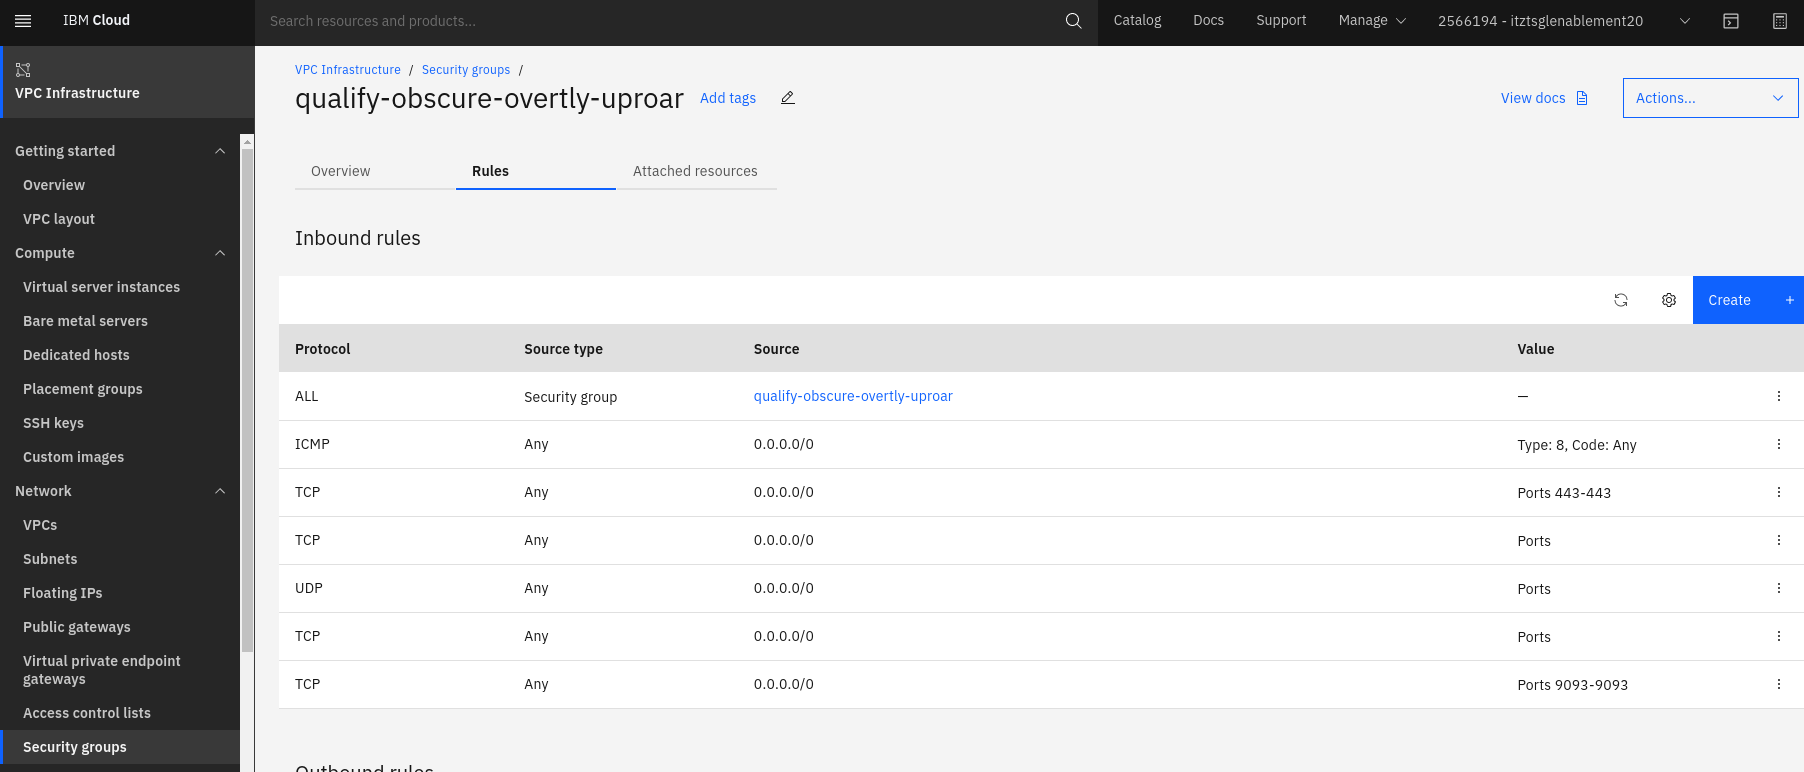 IBM Cloud
Search resources and products...
Catalog Docs Support Manage 2566194 - itztsglenablement20
VPC Infrastructure
Getting started
Overview
VPC layout
Compute
Virtual server instances
Bare metal servers
Dedicated hosts
Placement groups
SSH keys
Custom images
Network
VPCs
Subnets
Floating IPs
Public gateways
Virtual private endpoint
gateways
Access control lists
Security groups
VPC Infrastructure / Security groups /
qualify-obscure-overtly-uproar Add tags
View docs Actions...
Overview Rules Attached resources
Inbound rules
Create +
Protocol Source type Source Value
ALL Security group qualify-obscure-overtly-uproar –
ICMP Any 0.0.0.0/0 Type: 8, Code: Any
TCP Any 0.0.0.0/0 Ports 443-443
TCP Any 0.0.0.0/0 Ports
UDP Any 0.0.0.0/0 Ports
TCP Any 0.0.0.0/0 Ports
TCP Any 0.0.0.0/0 Ports 9093-9093
Outbound rules